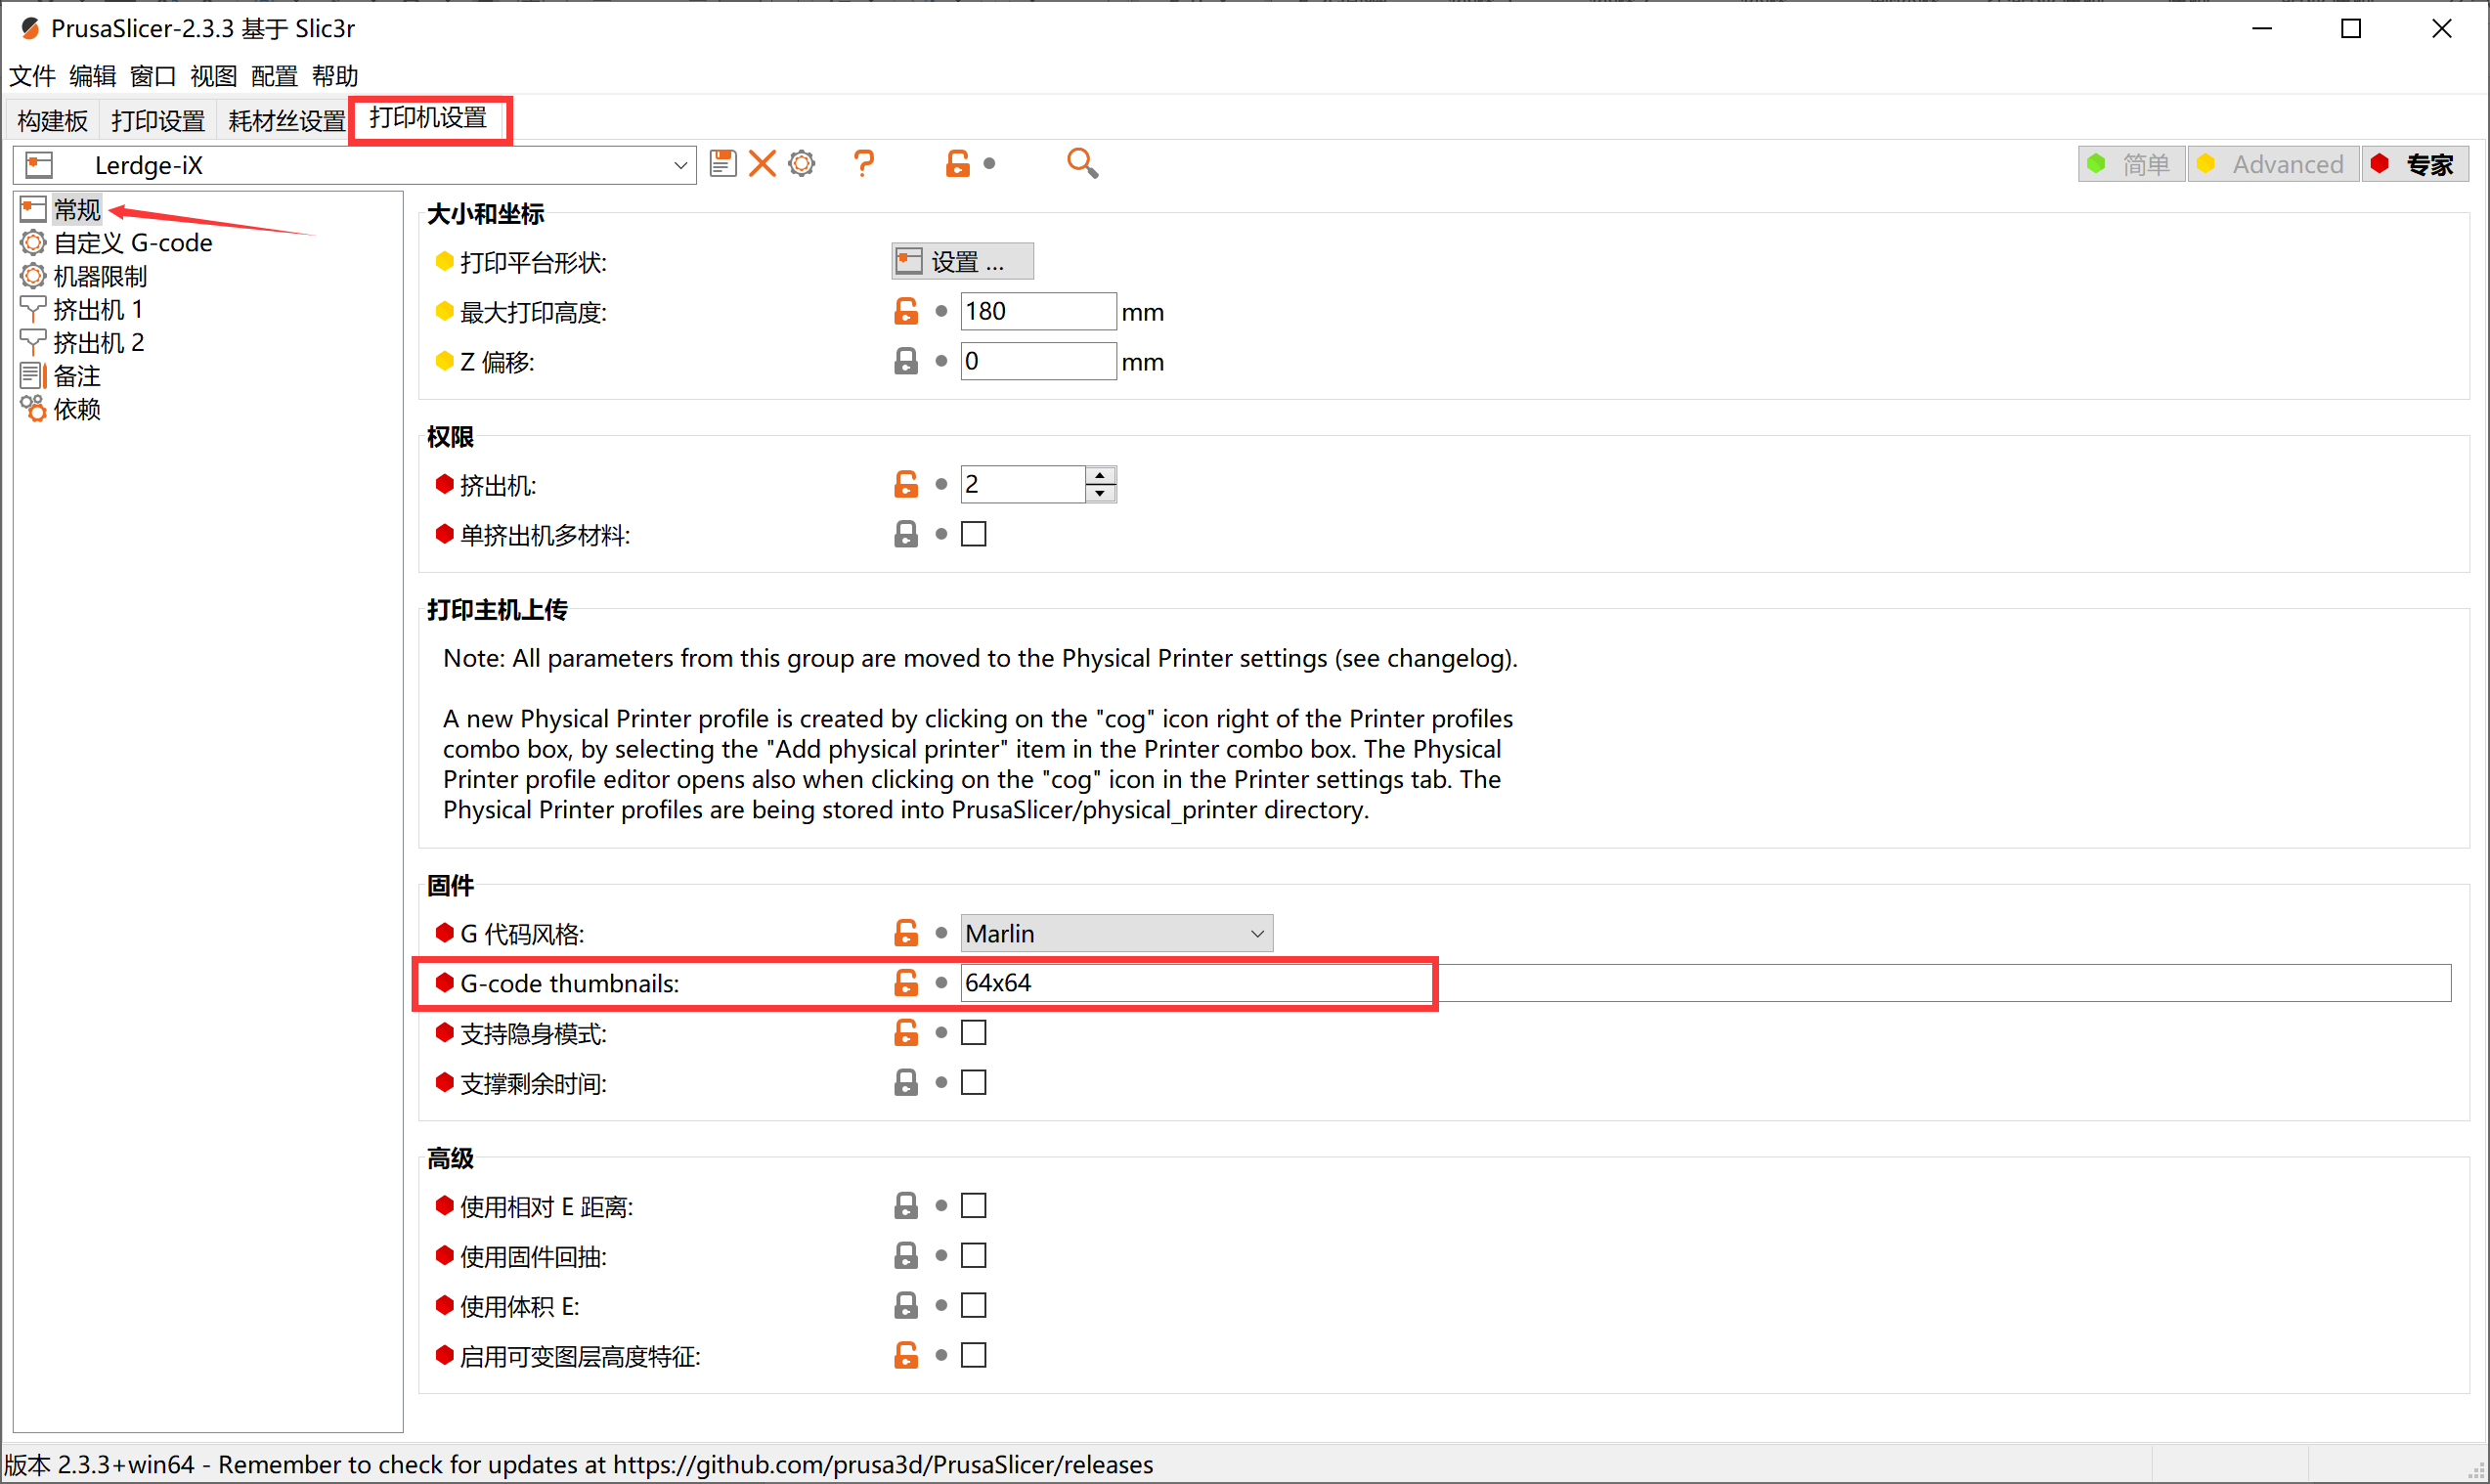 PrusaSlicer-2.3.3 基于 Slic3r
文件 编辑 窗口 视图 配置 帮助
构建板 打印设置 耗材丝设置 打印机设置
Lerdge-iX
简单 Advanced 专家
常规
自定义 G-code
机器限制
挤出机 1
挤出机 2
备注
依赖
大小和坐标
打印平台形状: 设置 ...
最大打印高度: 180 mm
Z 偏移: 0 mm
权限
挤出机: 2
单挤出机多材料:
打印主机上传
Note: All parameters from this group are moved to the Physical Printer settings (see changelog).
A new Physical Printer profile is created by clicking on the "cog" icon right of the Printer profiles
combo box, by selecting the "Add physical printer" item in the Printer combo box. The Physical
Printer profile editor opens also when clicking on the "cog" icon in the Printer settings tab. The
Physical Printer profiles are being stored into PrusaSlicer/physical_printer directory.
固件
G 代码风格: Marlin
G-code thumbnails: 64x64
支持隐身模式:
支撑剩余时间:
高级
使用相对 E 距离:
使用固件回抽:
使用体积 E:
启用可变图层高度特征:
版本 2.3.3+win64 - Remember to check for updates at https://github.com/prusa3d/PrusaSlicer/releases